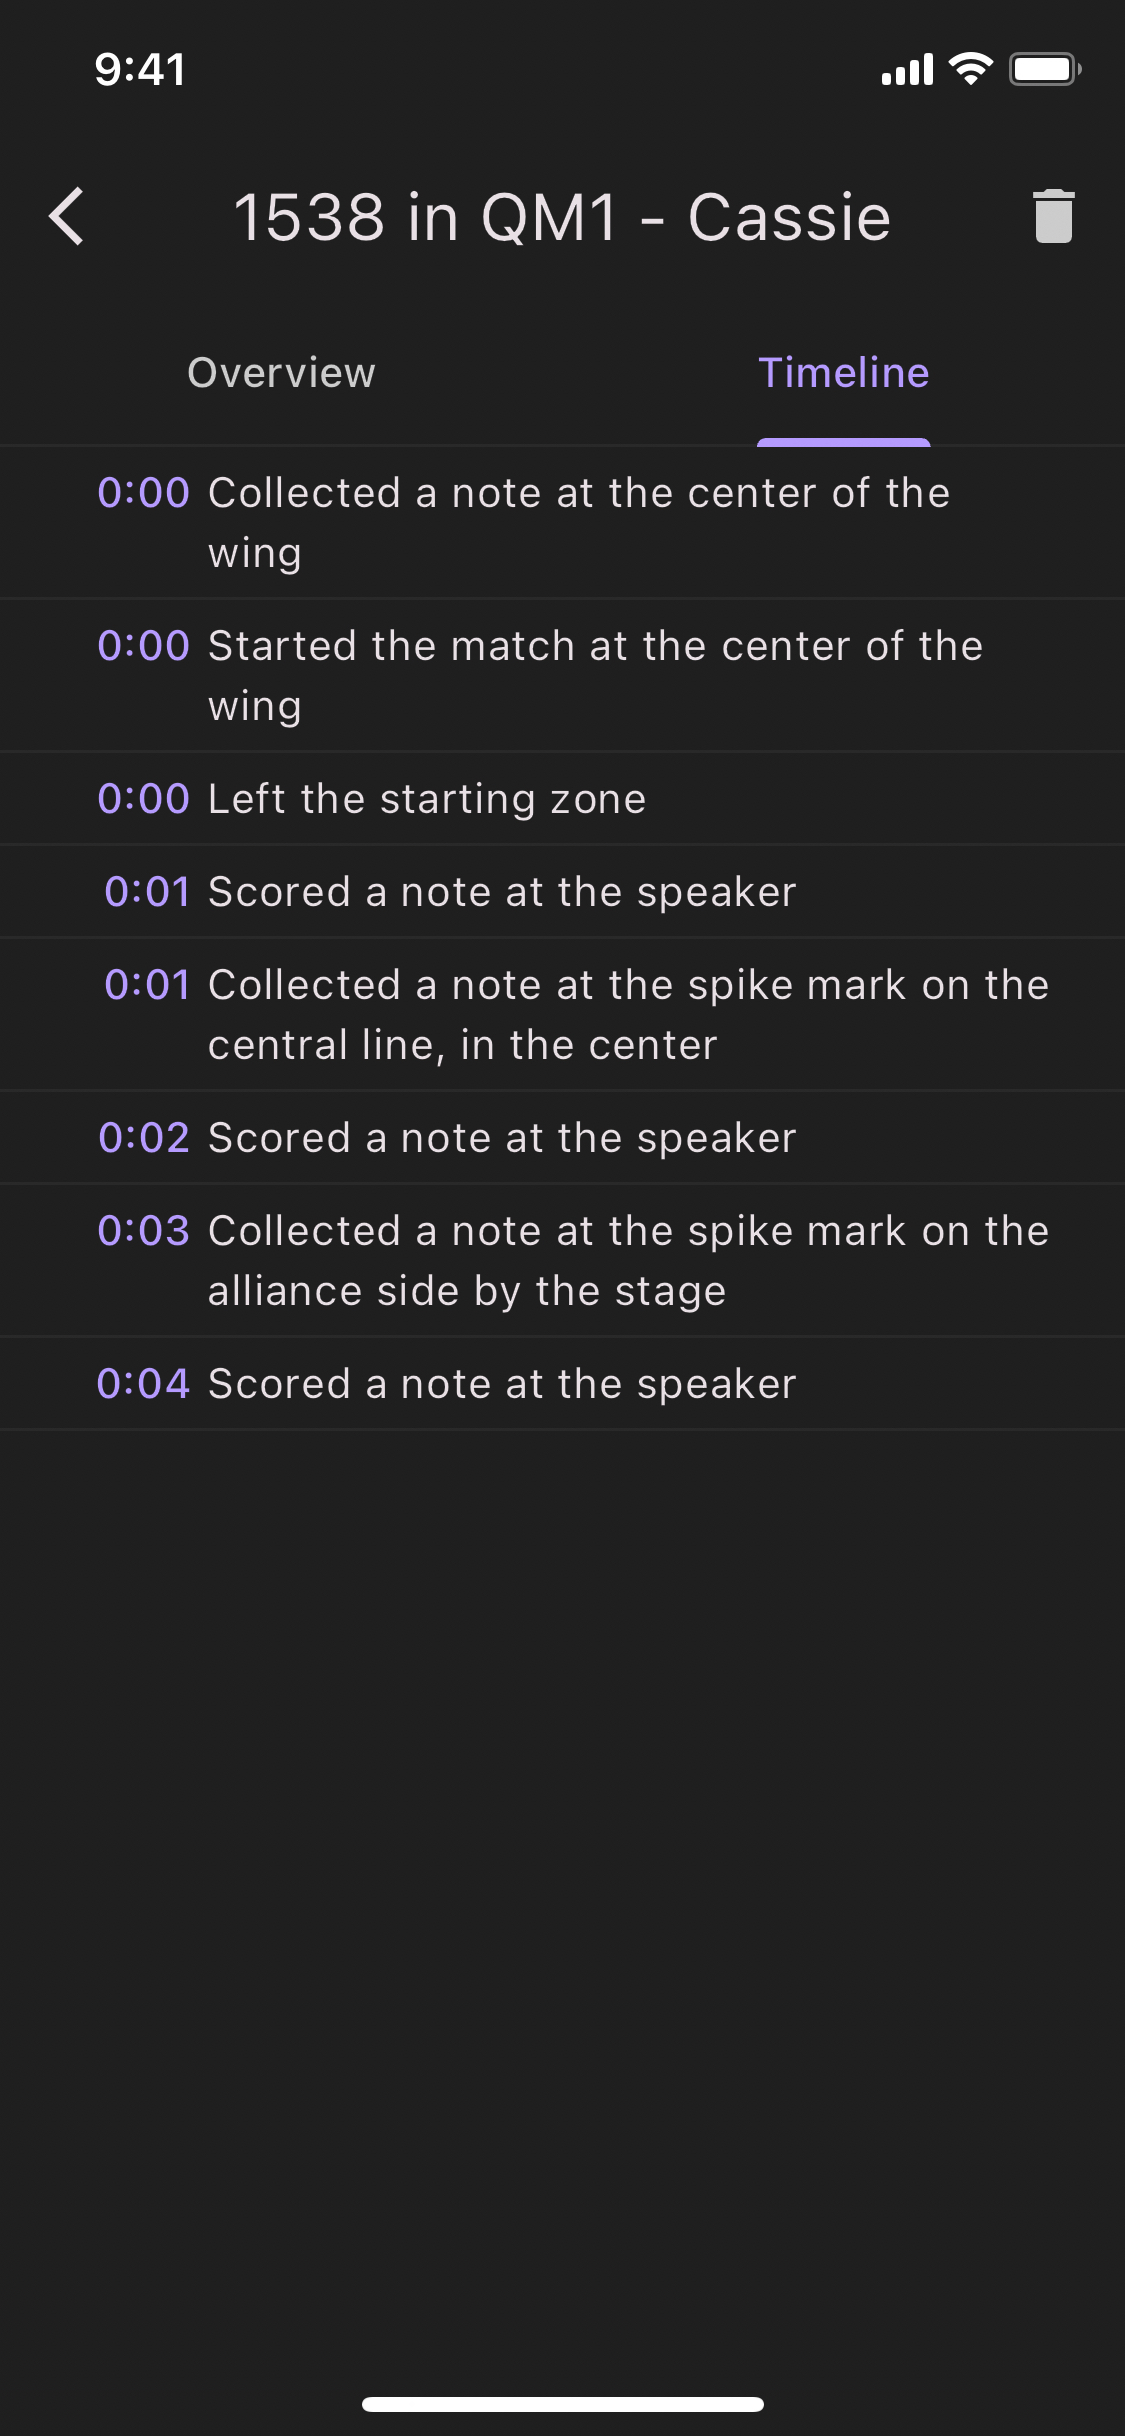 9:41
1538 in QM1 - Cassie
Overview
Timeline
0:00 Collected a note at the center of the
wing
0:00 Started the match at the center of the
wing
0:00 Left the starting zone
0:01 Scored a note at the speaker
0:01 Collected a note at the spike mark on the
central line, in the center
0:02 Scored a note at the speaker
0:03 Collected a note at the spike mark on the
alliance side by the stage
0:04 Scored a note at the speaker